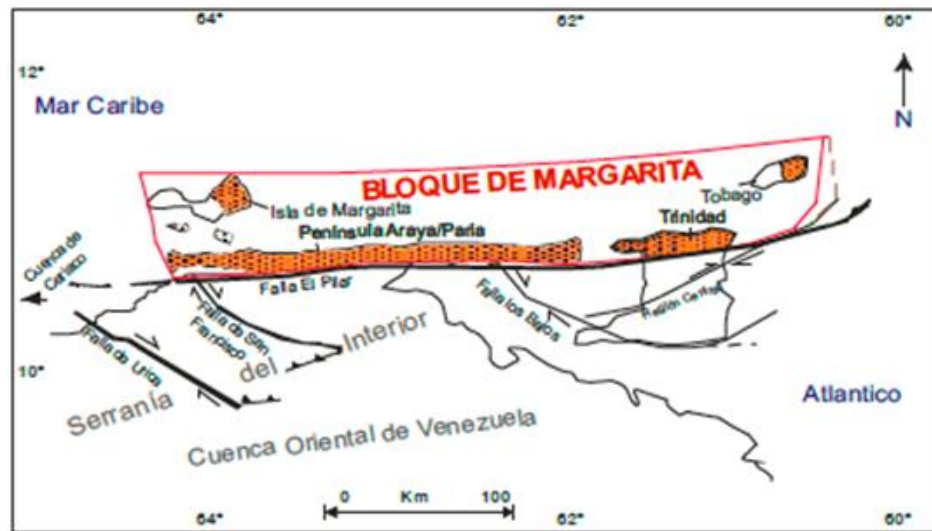 64°
62°
60°
12°
Mar Caribe
N
BLOQUE DE MARGARITA
Tobago
Isla de Margarita
Trinidad
Península Araya/Paria
Cuenca de
Cariaco
Falla El Pilar
Falla los Bajos
Falla de San
Francisco
Falla de Urica
del Interior
10°
Serranía
Atlantico
Cuenca Oriental de Venezuela
0 Km 100
64°
62°
60°